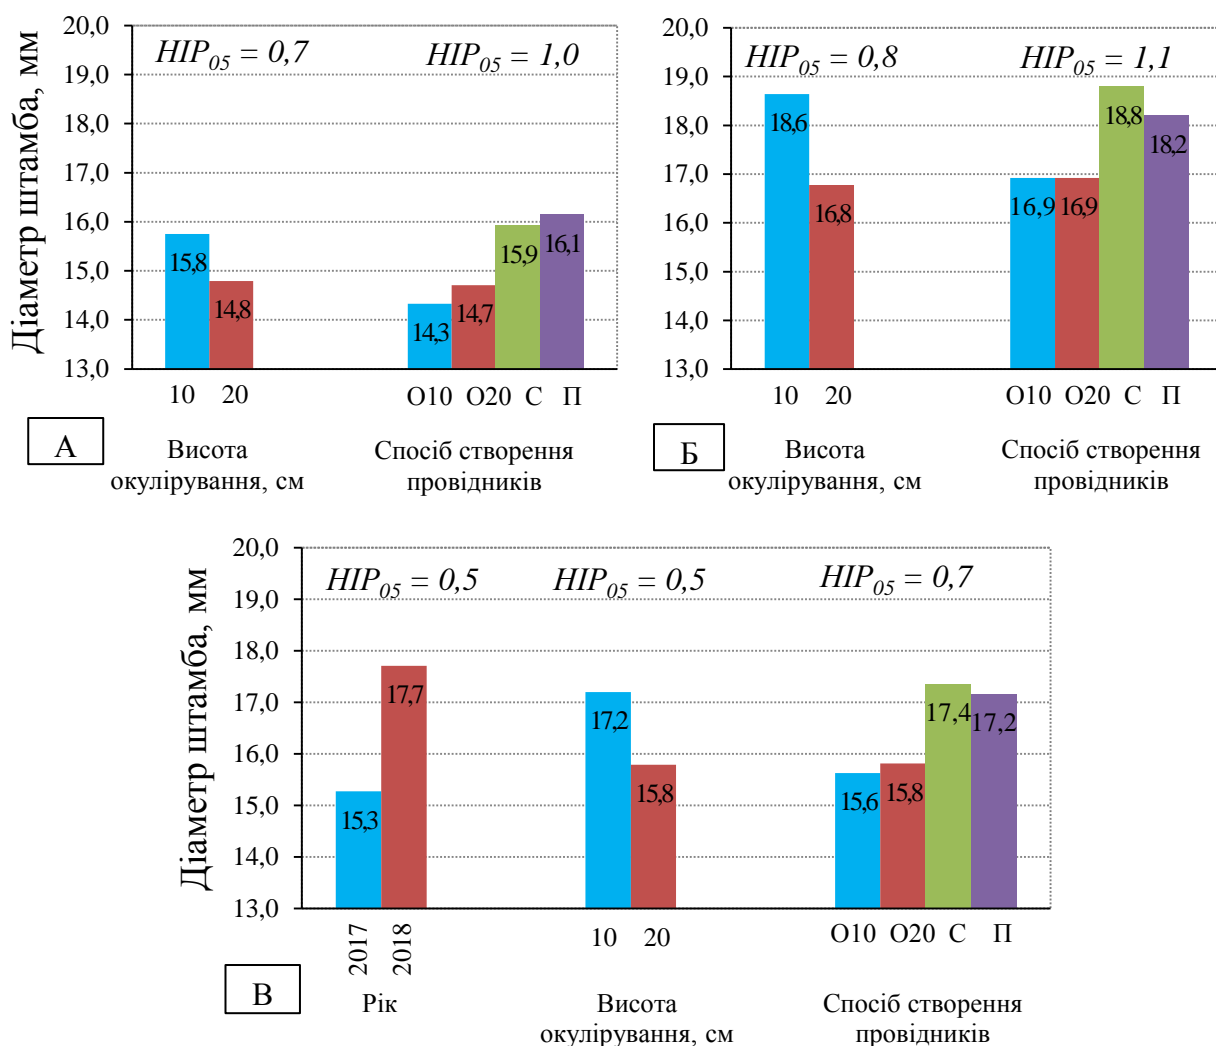 Діаметр штамба, мм
20,0
19,0
18,0
17,0
16,0
15,0
14,0
13,0
НІР05 = 0,7
НІР05 = 1,0
15,8
14,8
14,3
14,7
15,9
16,1
10 20
О10 О20 С П
А
Висота
окулірування, см
Спосіб створення
провідників
20,0
19,0
18,0
17,0
16,0
15,0
14,0
13,0
НІР05 = 0,8
НІР05 = 1,1
18,6
16,8
16,9
16,9
18,8
18,2
10 20
О10 О20 С П
Б
Висота
окулірування, см
Спосіб створення
провідників
Діаметр штамба, мм
20,0
19,0
18,0
17,0
16,0
15,0
14,0
13,0
НІР05 = 0,5
НІР05 = 0,5
НІР05 = 0,7
15,3
17,7
17,2
15,8
15,6
15,8
17,4
17,2
2017
2018
10 20
О10 О20 С П
В
Рік
Висота
окулірування, см
Спосіб створення
провідників